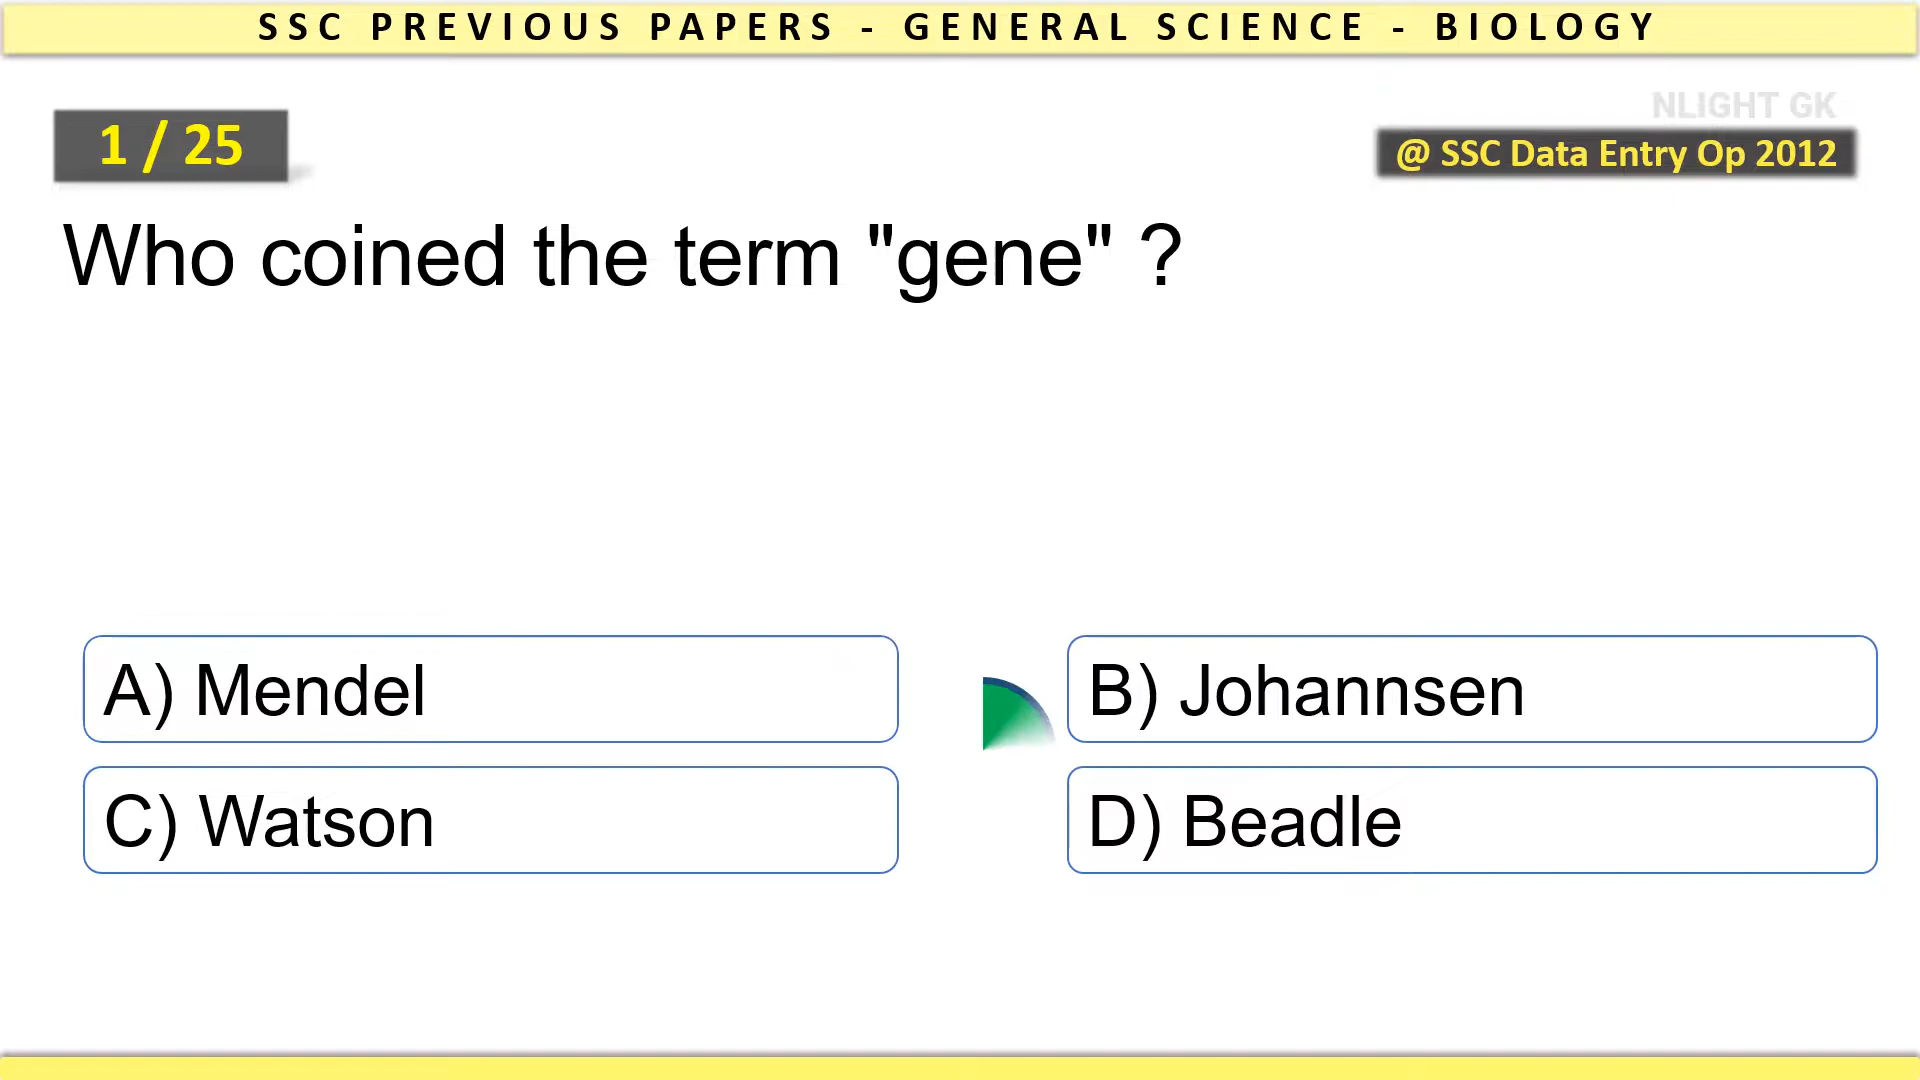 SSC PREVIOUS PAPERS - GENERAL SCIENCE - BIOLOGY
NLIGHT GK
1 / 25
@ SSC Data Entry Op 2012
Who coined the term "gene" ?
A) Mendel
B) Johannsen
C) Watson
D) Beadle